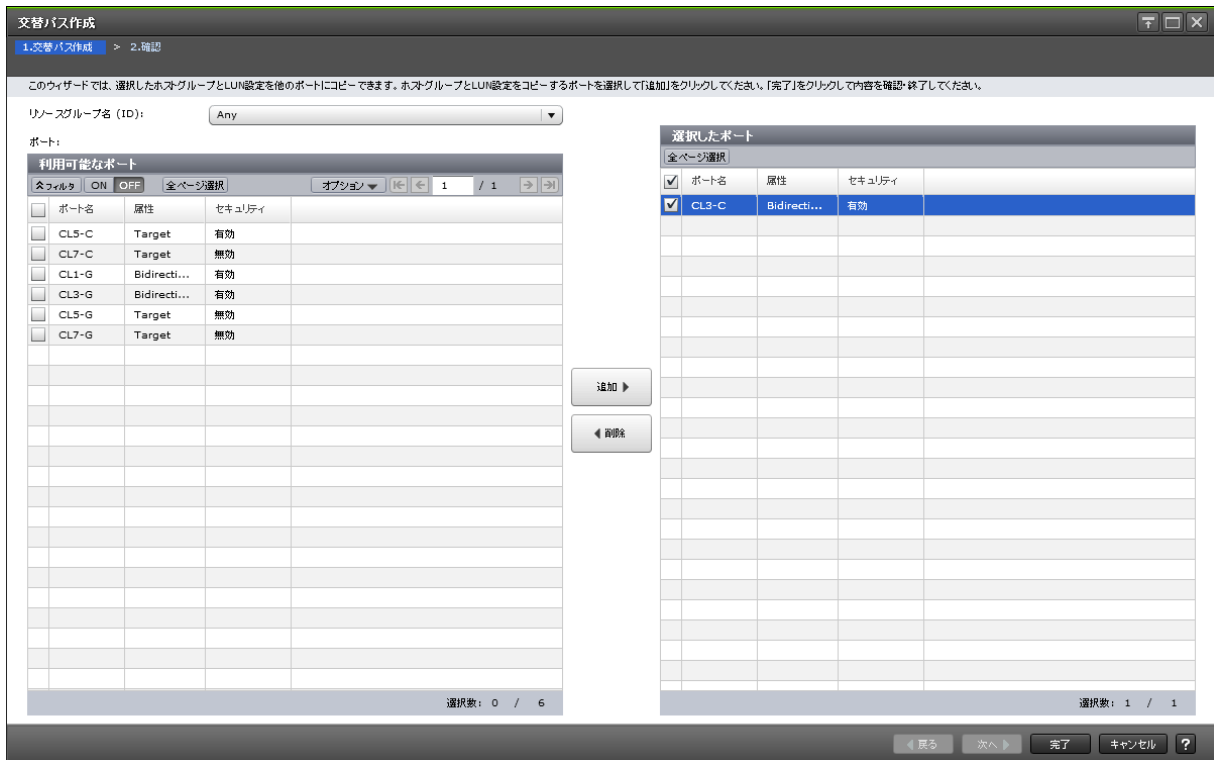 交替パス作成
1.交替パス作成 > 2.確認
このウィザードでは、選択したホストグループとLUN設定を他のポートにコピーできます。ホストグループとLUN設定をコピーするポートを選択して「追加」をクリックしてください。「完了」をクリックして内容を確認・終了してください。
リソースグループ名 (ID): Any
ポート:
利用可能なポート
フィルタ ON OFF 全ページ選択 オプション 1 / 1
ポート名 属性 セキュリティ
CL5-C Target 有効
CL7-C Target 無効
CL1-G Bidirecti... 有効
CL3-G Bidirecti... 有効
CL5-G Target 無効
CL7-G Target 無効
選択数: 0 / 6
追加
削除
選択したポート
全ページ選択
ポート名 属性 セキュリティ
CL3-C Bidirecti... 有効
選択数: 1 / 1
戻る 次へ 完了 キャンセル ?